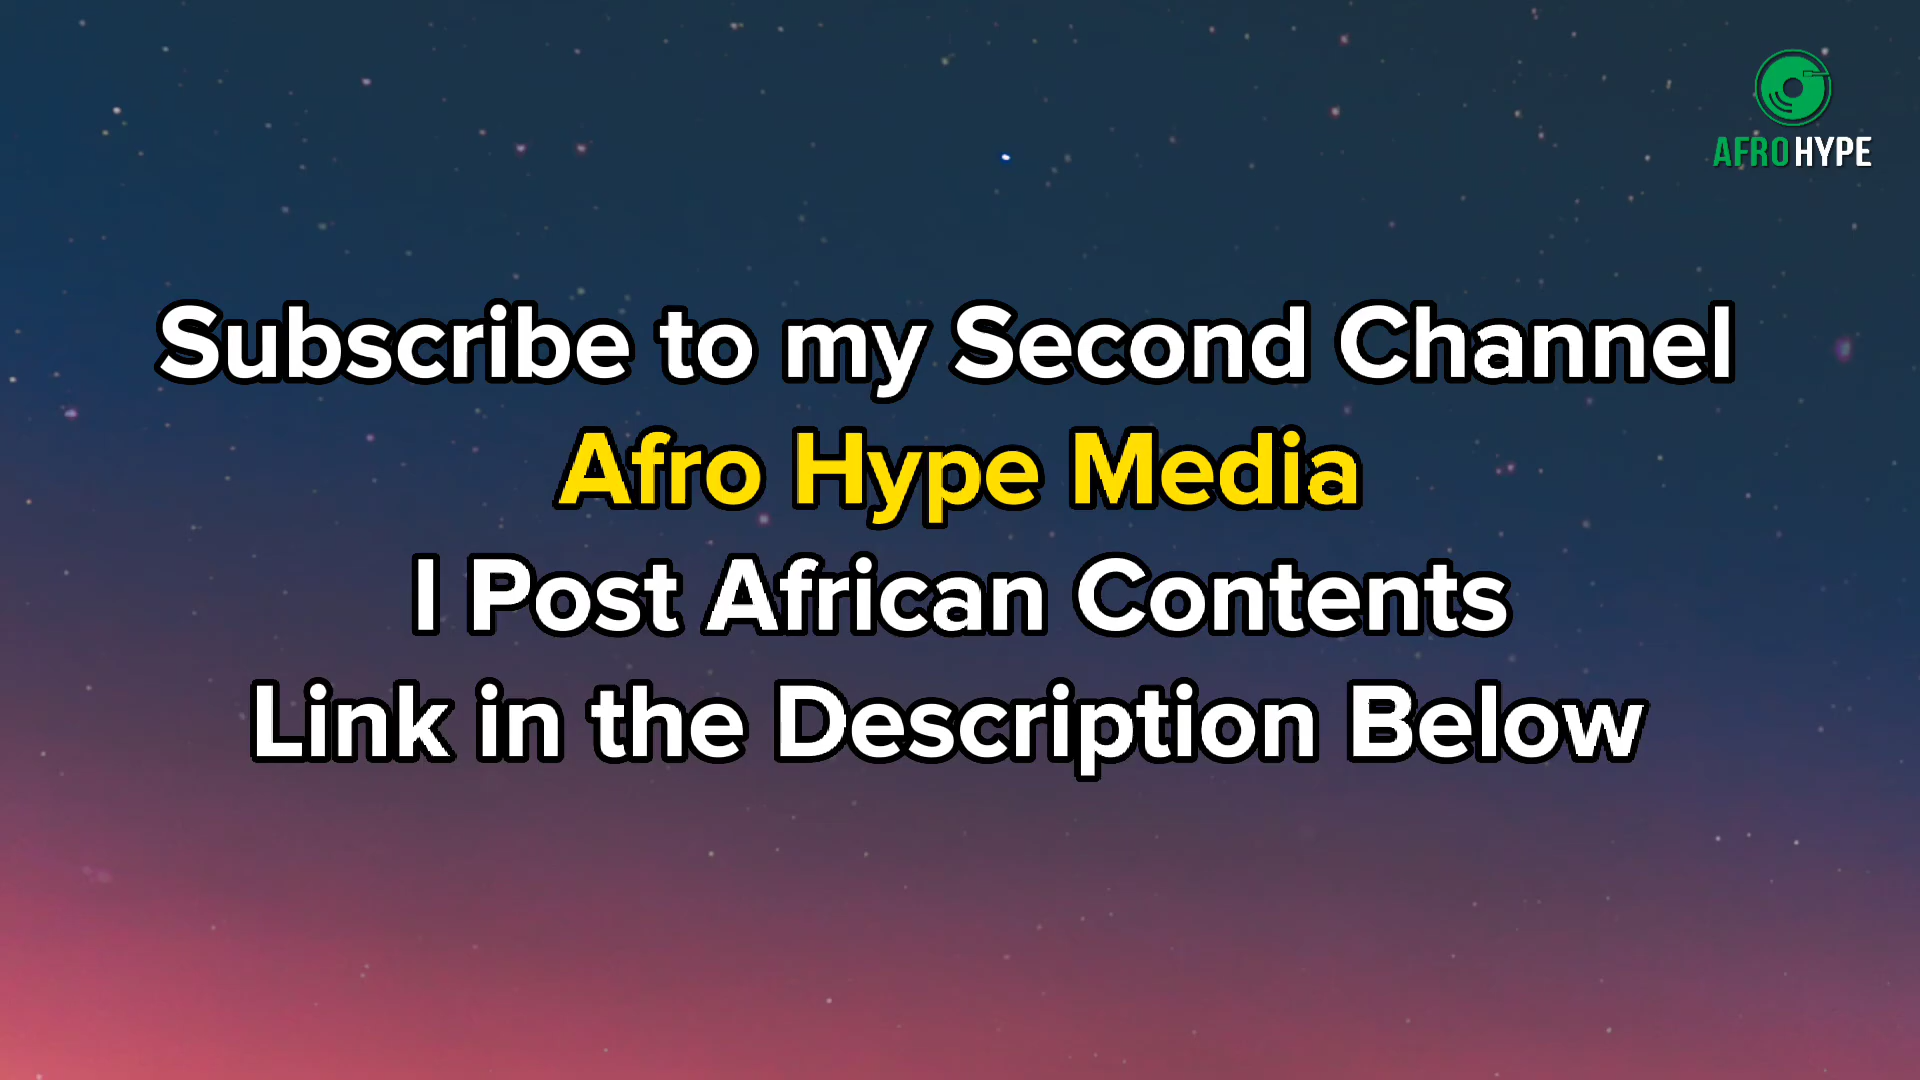 AFRO HYPE
Subscribe to my Second Channel
Afro Hype Media
I Post African Contents
Link in the Description Below